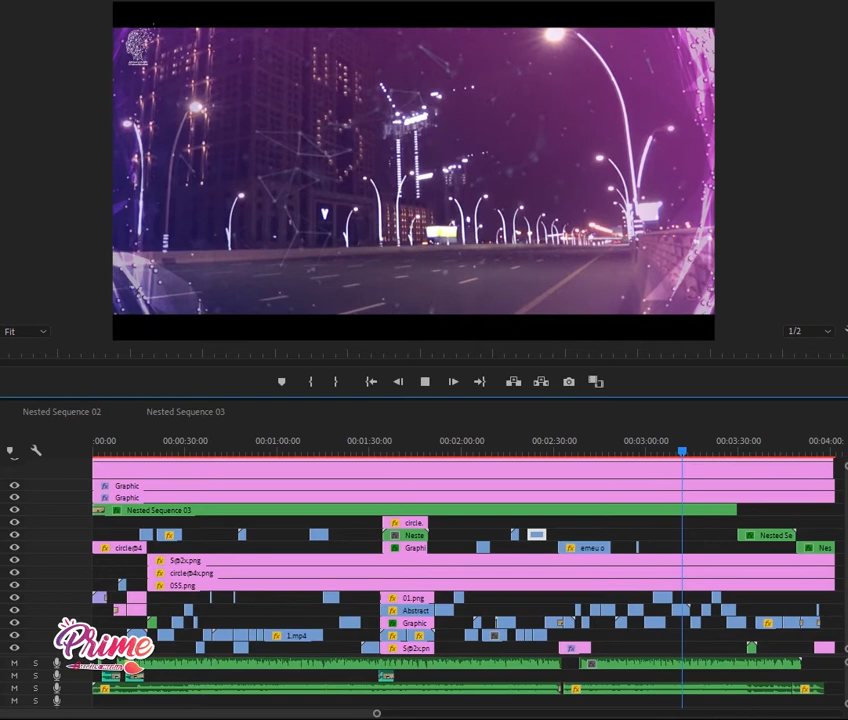 Fit
1/2
Nested Sequence 02 Nested Sequence 03
:00:00 00:00:30:00 00:01:00:00 00:01:30:00 00:02:00:00 00:02:30:00 00:03:00:00 00:03:30:00 00:04:00:
Graphic
Graphic
Nested Sequence 03
circle.
Neste Nested Se
circle@4 Graphi emeu o Nes
S@2x.png
circle@4x.png
055.png
01.png
Abstract
Graphic
1.mp4
S@2x.pn
Prime
M S
M S
M S
M S